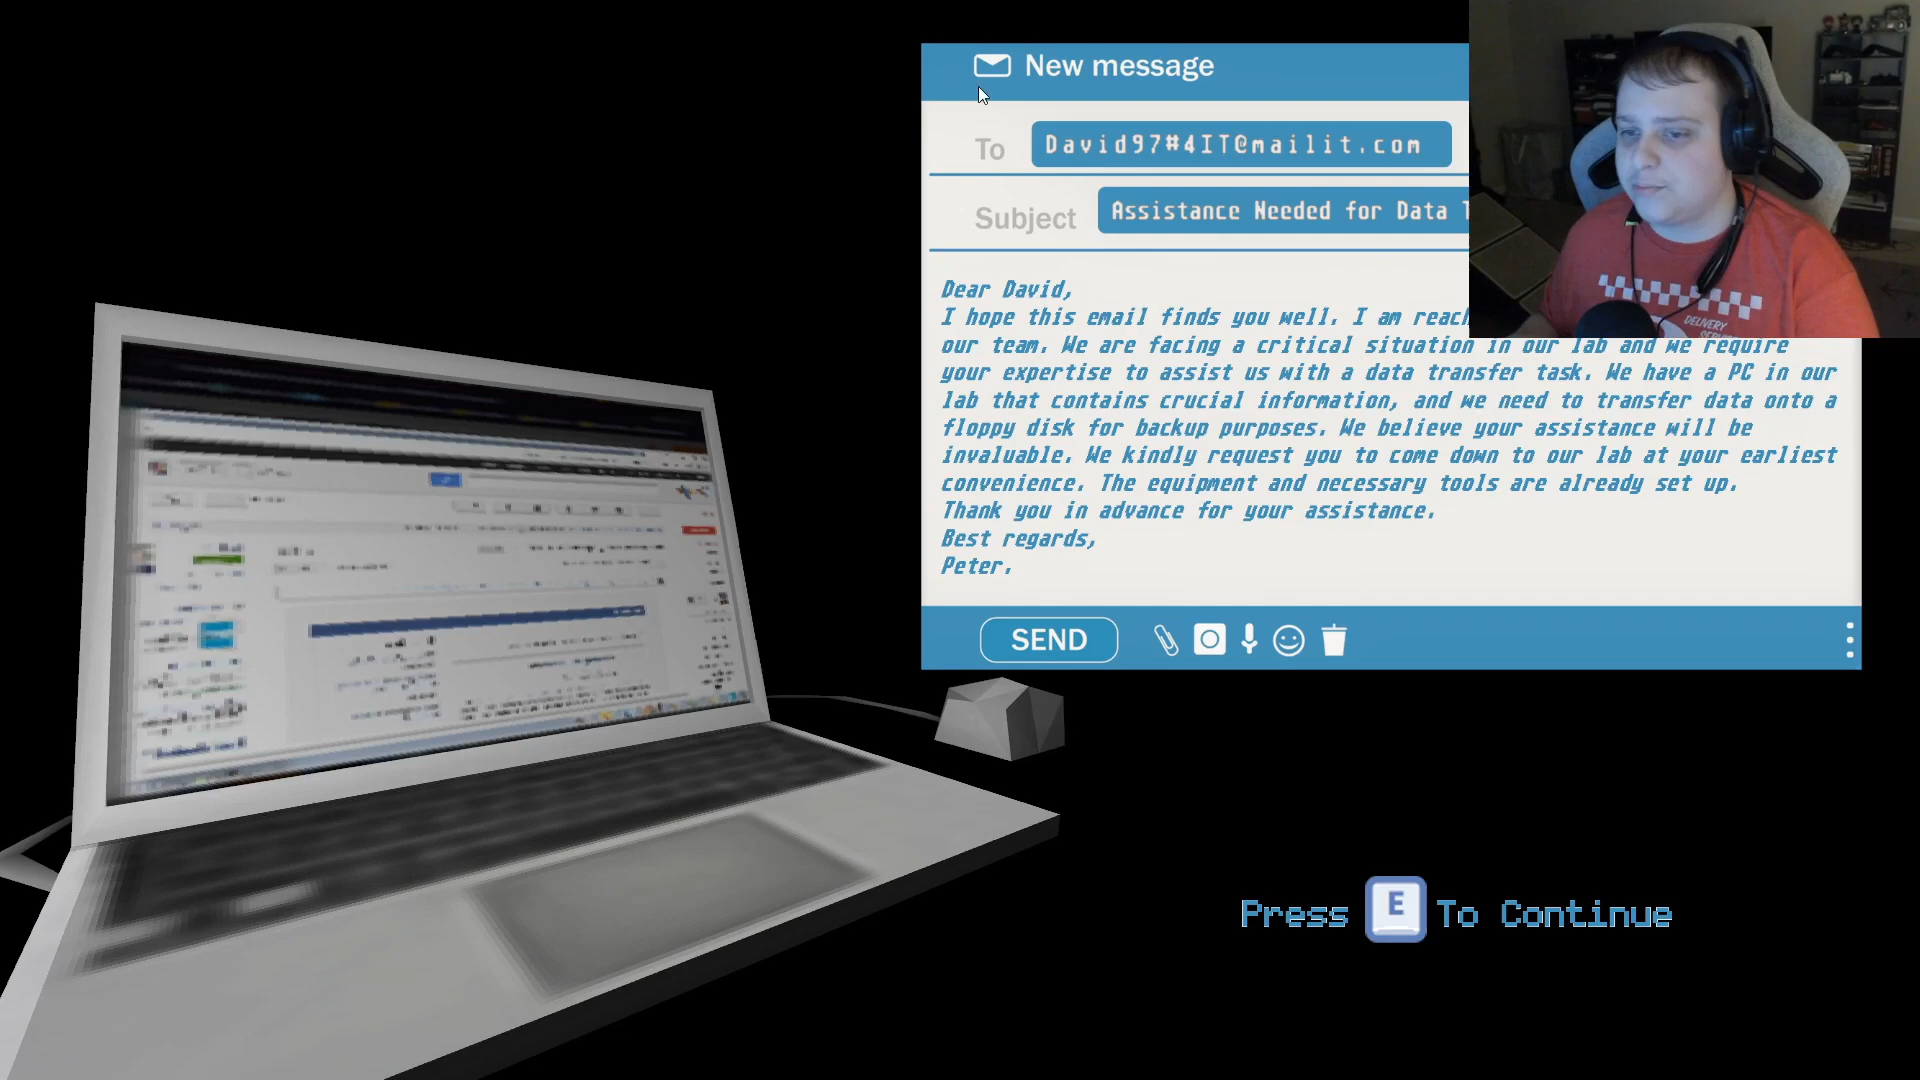 New message
To David97#4IT@mailit.com
Subject Assistance Needed for Data
Dear David,
I hope this email finds you well. I am
our team. We are facing a critical situation in our lab and we require
your expertise to assist us with a data transfer task. We have a PC in our
lab that contains crucial information, and we need to transfer data onto a
floppy disk for backup purposes. We believe your assistance will be
invaluable. We kindly request you to come down to our lab at your earliest
convenience. The equipment and necessary tools are already set up.
Thank you in advance for your assistance.
Best regards,
Peter.
SEND
Press E To Continue
DELIVERY